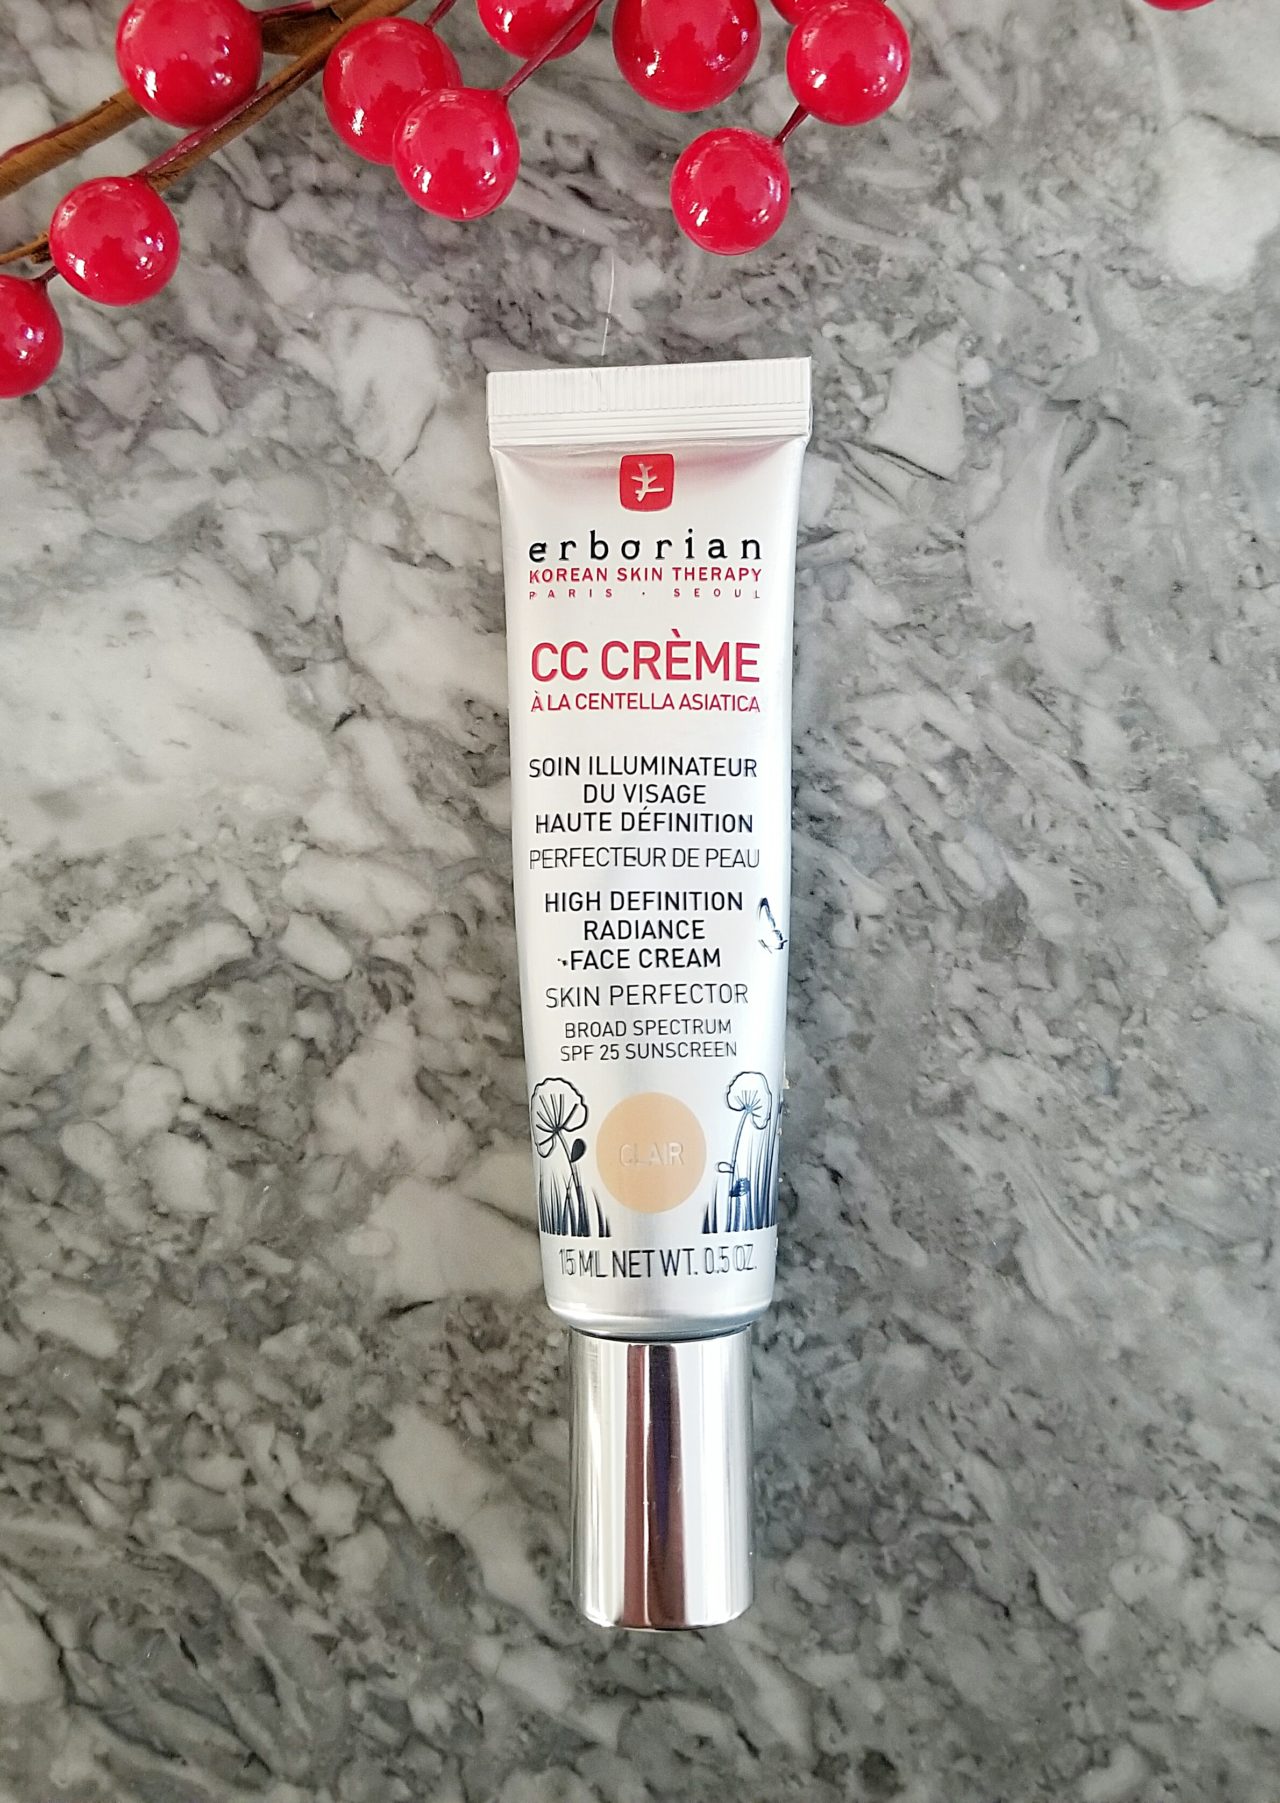 erborian
KOREAN SKIN THERAPY
PARIS · SEOUL
CC CRÈME
À LA CENTELLA ASIATICA
SOIN ILLUMINATEUR
DU VISAGE
HAUTE DÉFINITION
PERFECTEUR DE PEAU
HIGH DEFINITION
RADIANCE
FACE CREAM
SKIN PERFECTOR
BROAD SPECTRUM
SPF 25 SUNSCREEN
CLAIR
15 ML NET WT. 0.5 OZ.